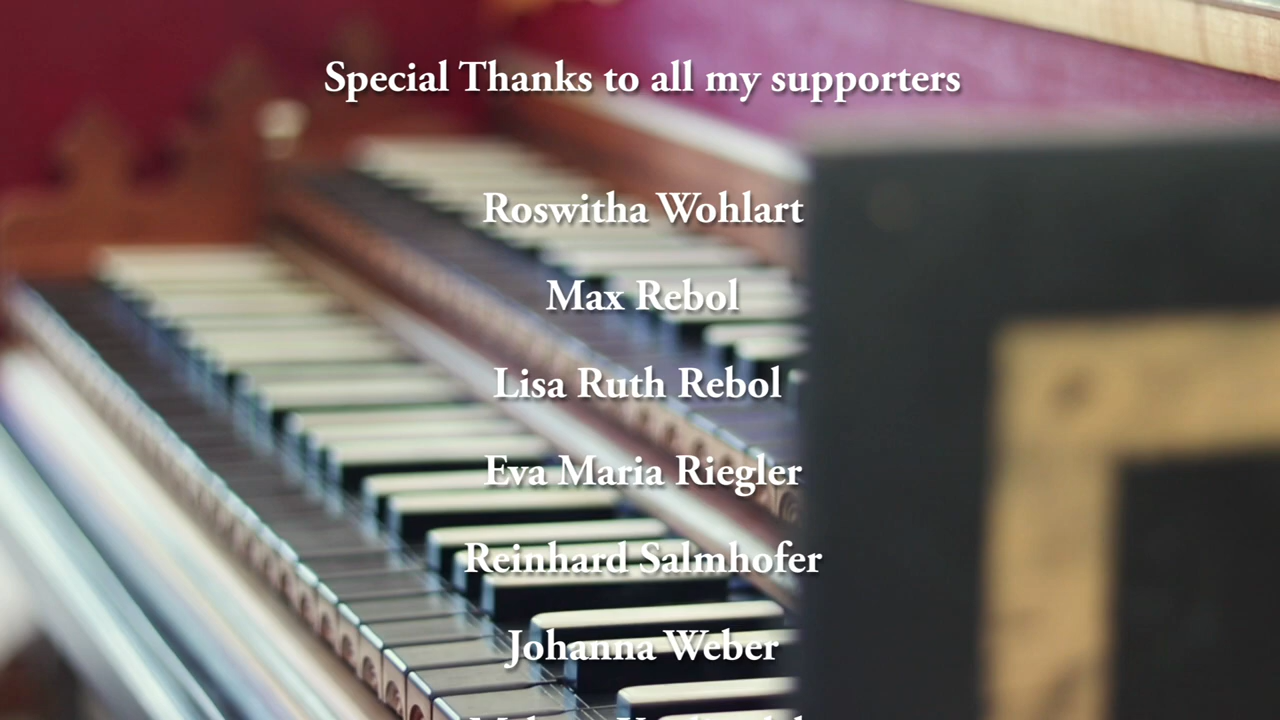 Special Thanks to all my supporters
Roswitha Wohlart
Max Rebol
Lisa Ruth Rebol
Eva Maria Riegler
Reinhard Salmhofer
Johanna Weber